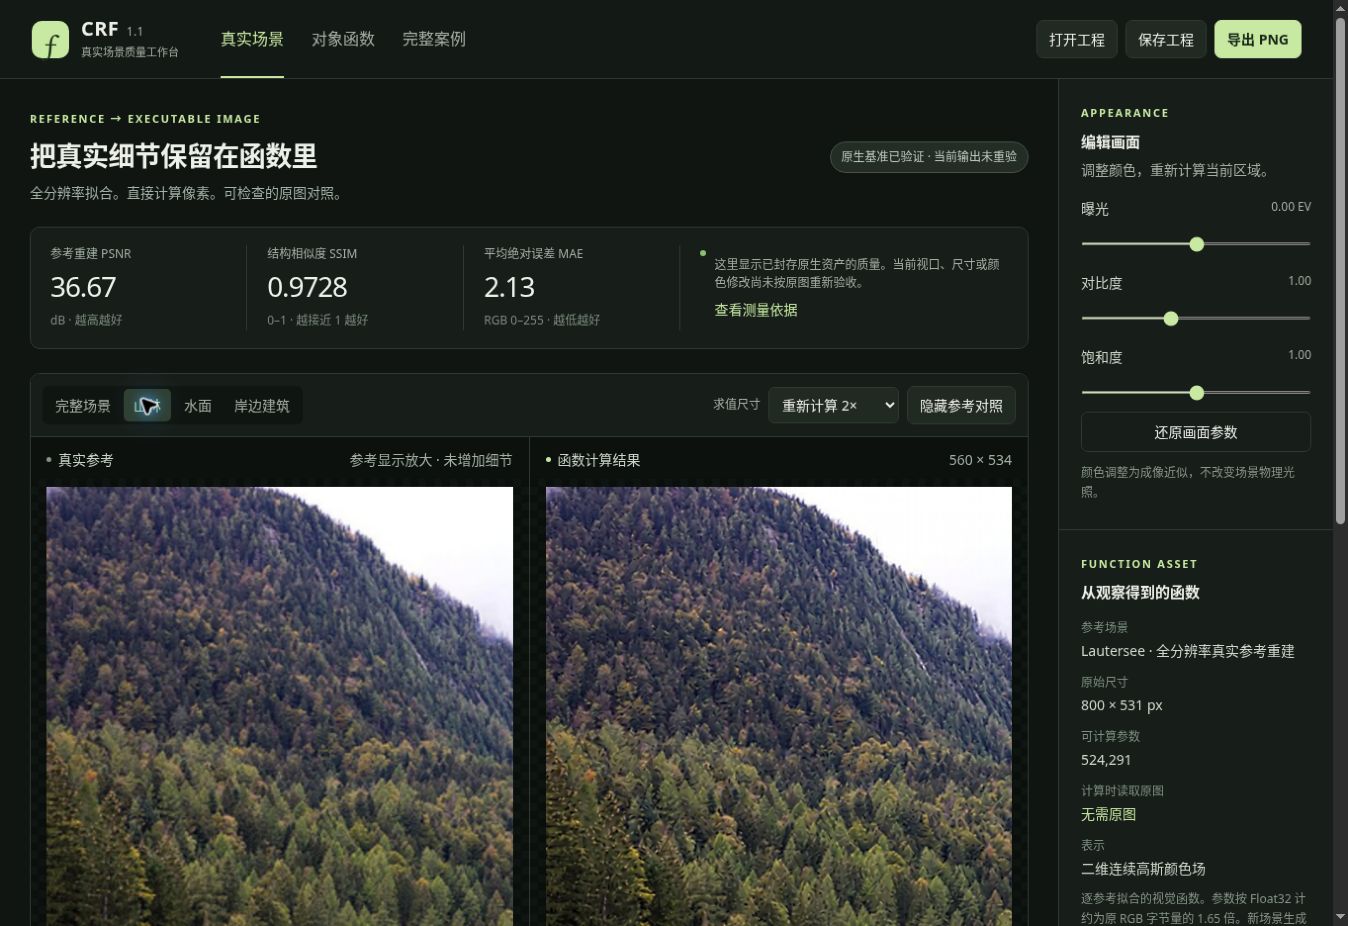 f
CRF 1.1
真实场景质量工作台
真实场景
对象函数
完整案例
打开工程
保存工程
导出 PNG
REFERENCE → EXECUTABLE IMAGE
把真实细节保留在函数里
全分辨率拟合。直接计算像素。可检查的原图对照。
原生基准已验证 · 当前输出未重验
参考重建 PSNR
36.67
dB · 越高越好
结构相似度 SSIM
0.9728
0–1 · 越接近 1 越好
平均绝对误差 MAE
2.13
RGB 0–255 · 越低越好
这里显示已封存原生资产的质量。当前视口、尺寸或颜
色修改尚未按原图重新验收。
查看测量依据
完整场景
水面
岸边建筑
求值尺寸
重新计算 2×
隐藏参考对照
真实参考
参考显示放大 · 未增加细节
函数计算结果
560 × 534
APPEARANCE
编辑画面
调整颜色，重新计算当前区域。
曝光
0.00 EV
对比度
1.00
饱和度
1.00
还原画面参数
颜色调整为成像近似，不改变场景物理光
照。
FUNCTION ASSET
从观察得到的函数
参考场景
Lautersee · 全分辨率真实参考重建
原始尺寸
800 × 531 px
可计算参数
524,291
计算时读取原图
无需原图
表示
二维连续高斯颜色场
逐参考拟合的视觉函数。参数按 Float32 计
约为原 RGB 字节量的 1.65 倍。新场景生成